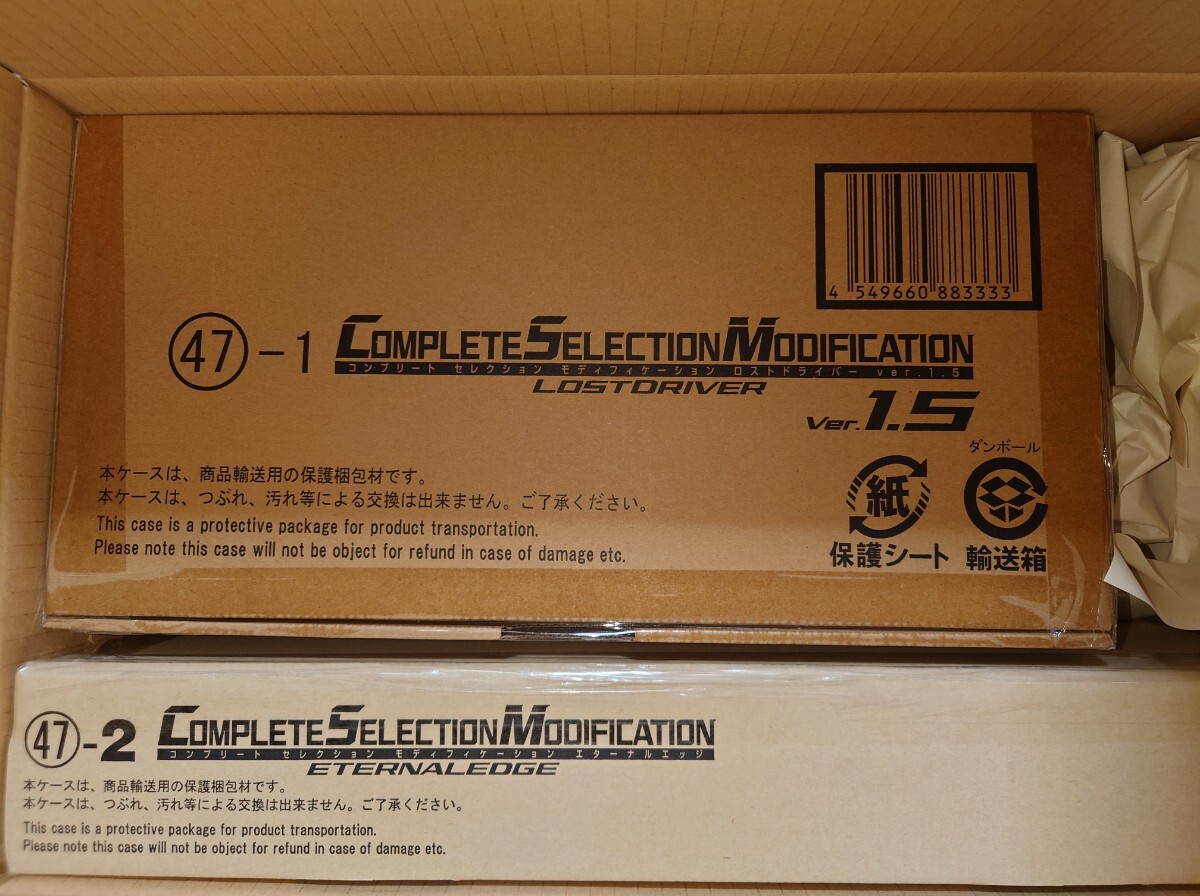 4 549660 883333
㊼-1 COMPLETE SELECTION MODIFICATION
コンプリート セレクション モディフィケーション ロストドライバー ver.1.5
LOSTDRIVER
Ver.1.5
本ケースは、商品輸送用の保護梱包材です。
本ケースは、つぶれ、汚れ等による交換は出来ません。ご了承ください。
This case is a protective package for product transportation.
Please note this case will not be object for refund in case of damage etc.
紙
保護シート
ダンボール
輸送箱
㊼-2 COMPLETE SELECTION MODIFICATION
コンプリート セレクション モディフィケーション エターナルエッジ
ETERNALEDGE
本ケースは、商品輸送用の保護梱包材です。
本ケースは、つぶれ、汚れ等による交換は出来ません。ご了承ください。
This case is a protective package for product transportation.
Please note this case will not be object for refund in case of damage etc.